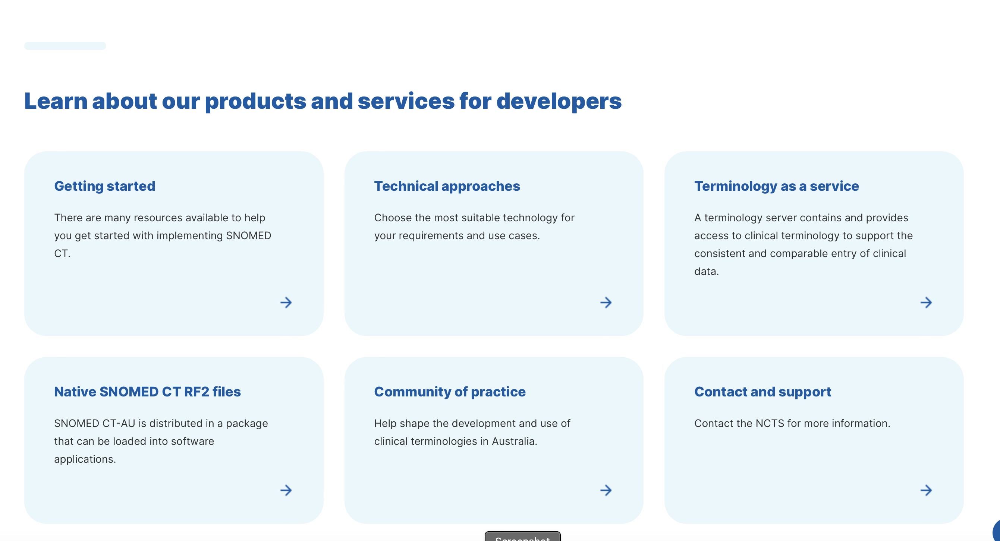 Learn about our products and services for developers
Getting started
There are many resources available to help
you get started with implementing SNOMED
CT.
Technical approaches
Choose the most suitable technology for
your requirements and use cases.
Terminology as a service
A terminology server contains and provides
access to clinical terminology to support the
consistent and comparable entry of clinical
data.
Native SNOMED CT RF2 files
SNOMED CT-AU is distributed in a package
that can be loaded into software
applications.
Community of practice
Help shape the development and use of
clinical terminologies in Australia.
Contact and support
Contact the NCTS for more information.
Screenshot